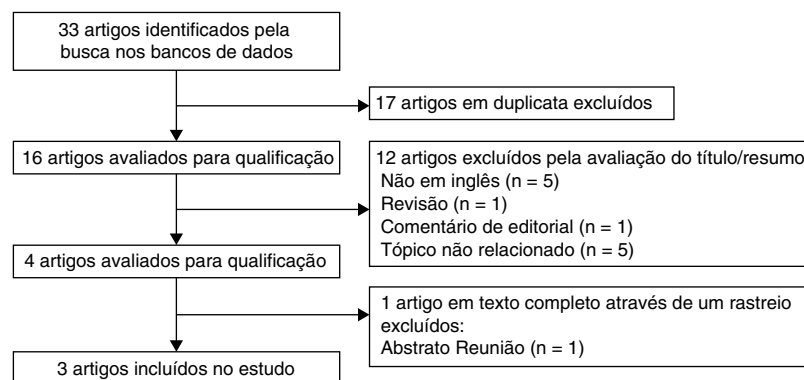 33 artigos identificados pela
busca nos bancos de dados
17 artigos em duplicata excluídos
16 artigos avaliados para qualificação
12 artigos excluídos pela avaliação do título/resumo
Não em inglês (n = 5)
Revisão (n = 1)
Comentário de editorial (n = 1)
Tópico não relacionado (n = 5)
4 artigos avaliados para qualificação
1 artigo em texto completo através de um rastreio
excluídos:
Abstrato Reunião (n = 1)
3 artigos incluídos no estudo